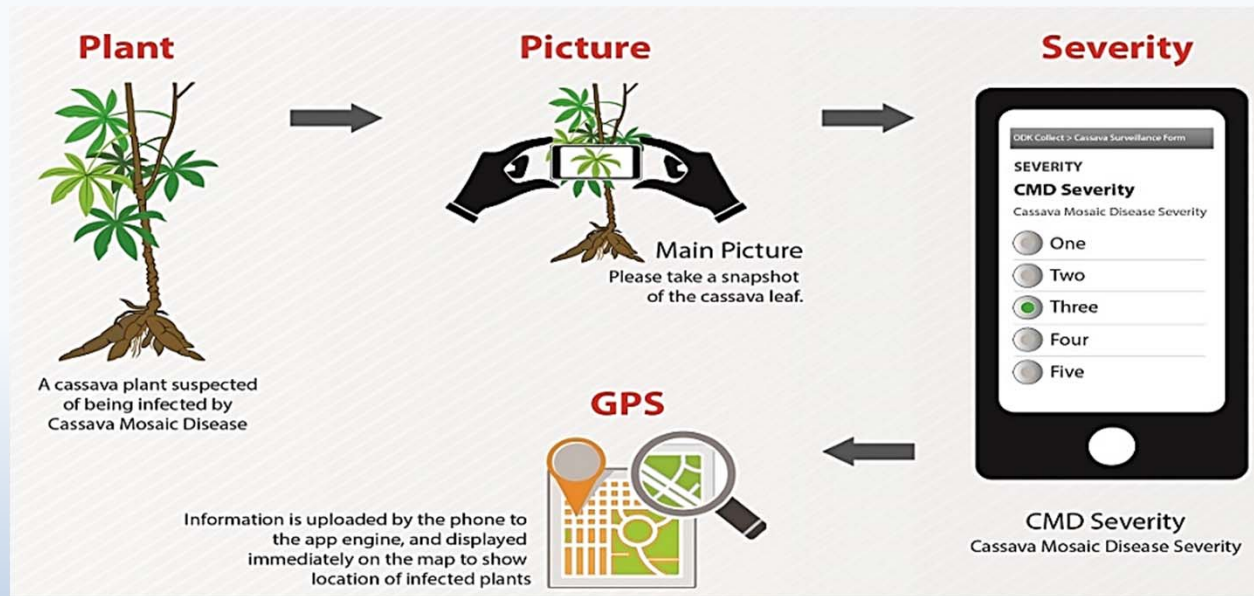 Plant
A cassava plant suspected
of being infected by
Cassava Mosaic Disease
Picture
Main Picture
Please take a snapshot
of the cassava leaf.
Severity
ODK Collect > Cassava Surveillance Form
SEVERITY
CMD Severity
Cassava Mosaic Disease Severity
One
Two
Three
Four
Five
CMD Severity
Cassava Mosaic Disease Severity
GPS
Information is uploaded by the phone to
the app engine, and displayed
immediately on the map to show
location of infected plants